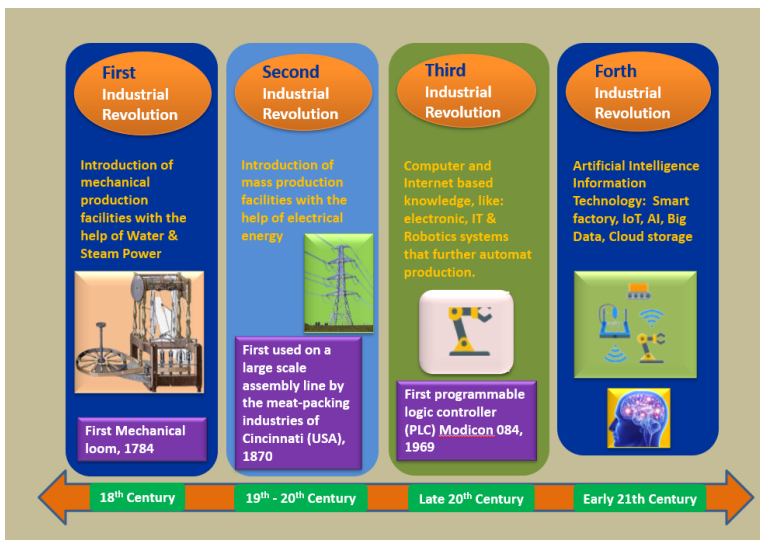 First
Industrial
Revolution
Introduction of
mechanical
production
facilities with the
help of Water &
Steam Power
First Mechanical
loom, 1784
18th Century
Second
Industrial
Revolution
Introduction of
mass production
facilities with the
help of electrical
energy
First used on a
large scale
assembly line by
the meat-packing
industries of
Cincinnati (USA),
1870
19th - 20th Century
Third
Industrial
Revolution
Computer and
Internet based
knowledge, like:
electronic, IT &
Robotics systems
that further automat
production.
First programmable
logic controller
(PLC) Modicon 084,
1969
Late 20th Century
Forth
Industrial
Revolution
Artificial Intelligence
Information
Technology:  Smart
factory, IoT, AI, Big
Data, Cloud storage
Early 21th Century